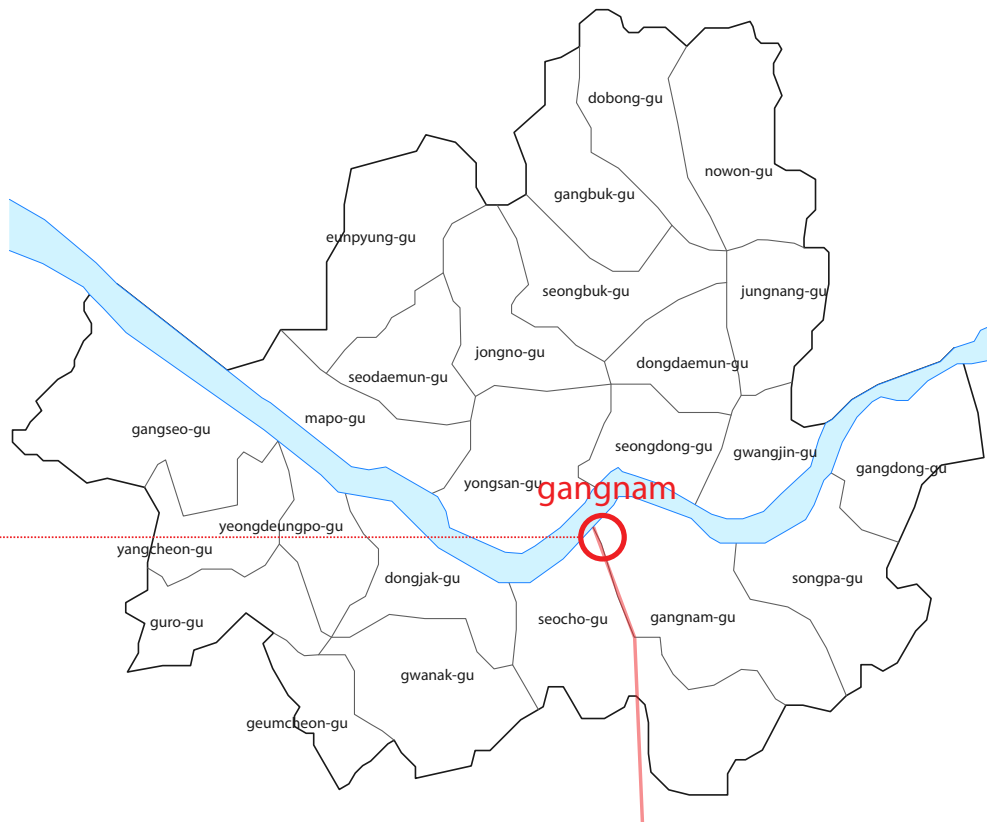 dobong-gu
nowon-gu
gangbuk-gu
eunpyung-gu
seongbuk-gu
jungnang-gu
jongno-gu
dongdaemun-gu
seodaemun-gu
mapo-gu
gangseo-gu
seongdong-gu
gwangjin-gu
gangdong-gu
yongsan-gu
gangnam
yeongdeungpo-gu
yangcheon-gu
dongjak-gu
songpa-gu
guro-gu
seocho-gu
gangnam-gu
gwanak-gu
geumcheon-gu